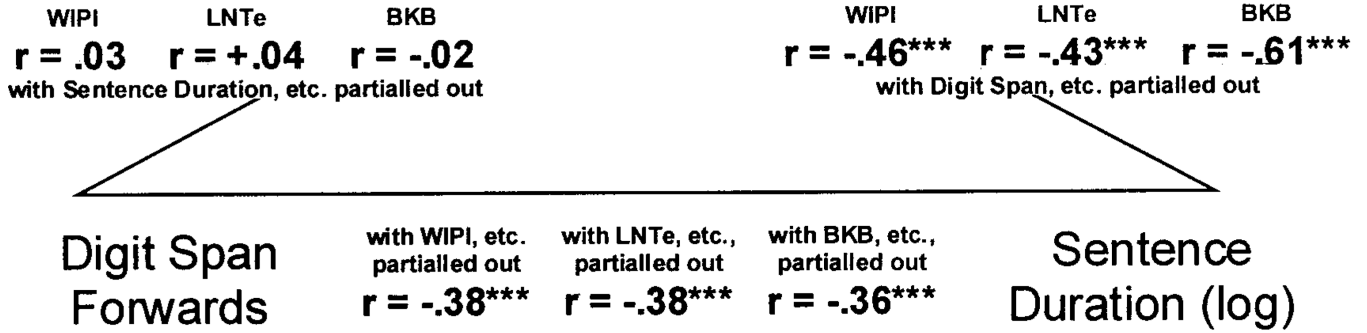 WIPI LNTe BKB
r = .03 r = +.04 r = -.02
with Sentence Duration, etc. partialled out
WIPI LNTe BKB
r = -.46*** r = -.43*** r = -.61***
with Digit Span, etc. partialled out
Digit Span
Forwards
with WIPI, etc.
partialled out
r = -.38***
with LNTe, etc.,
partialled out
r = -.38***
with BKB, etc.,
partialled out
r = -.36***
Sentence
Duration (log)